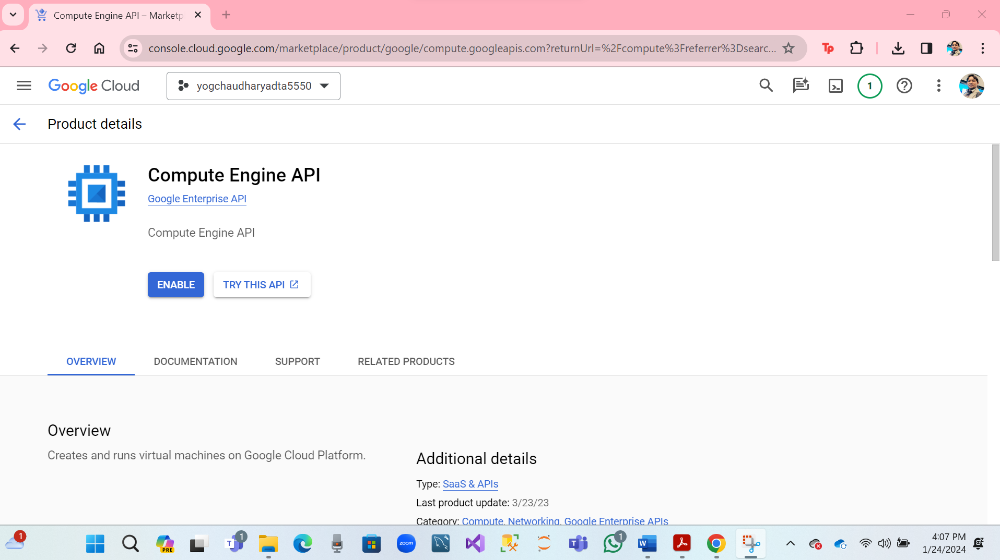 Compute Engine API – Marketp
console.cloud.google.com/marketplace/product/google/compute.googleapis.com?returnUrl=%2Fcompute%3Freferrer%3Dsearc...
Tp
Google Cloud
yogchaudharyadta5550
1
Product details
Compute Engine API
Google Enterprise API
Compute Engine API
ENABLE
TRY THIS API
OVERVIEW
DOCUMENTATION
SUPPORT
RELATED PRODUCTS
Overview
Creates and runs virtual machines on Google Cloud Platform.
Additional details
Type: SaaS & APIs
Last product update: 3/23/23
Category: Compute, Networking, Google Enterprise APIs
1
PRE
T
1
zoom
T
1
W
4:07 PM
1/24/2024